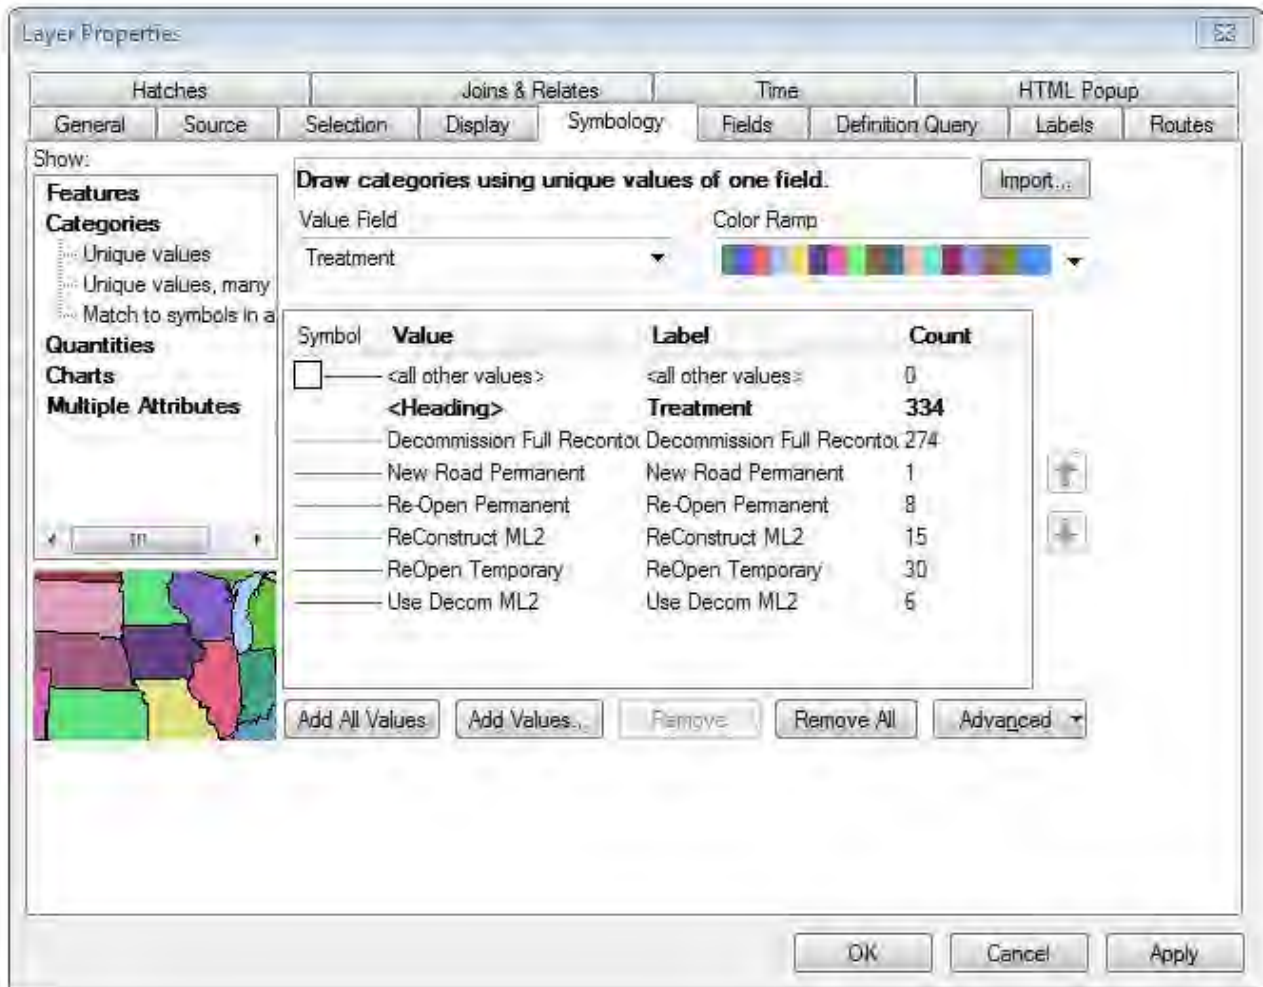 Layer Properties
Hatches Joins & Relates Time HTML Popup
General Source Selection Display Symbology Fields Definition Query Labels Routes
Show:
Features
Categories
Unique values
Unique values, many
Match to symbols in a
Quantities
Charts
Multiple Attributes
Draw categories using unique values of one field.
Import...
Value Field Color Ramp
Treatment
Symbol Value Label Count
<all other values> <all other values> 0
<Heading> Treatment 334
Decommission Full Recontou Decommission Full Recontou 274
New Road Permanent New Road Permanent 1
Re-Open Permanent Re-Open Permanent 8
ReConstruct ML2 ReConstruct ML2 15
ReOpen Temporary ReOpen Temporary 30
Use Decom ML2 Use Decom ML2 6
Add All Values Add Values... Remove Remove All Advanced
OK Cancel Apply